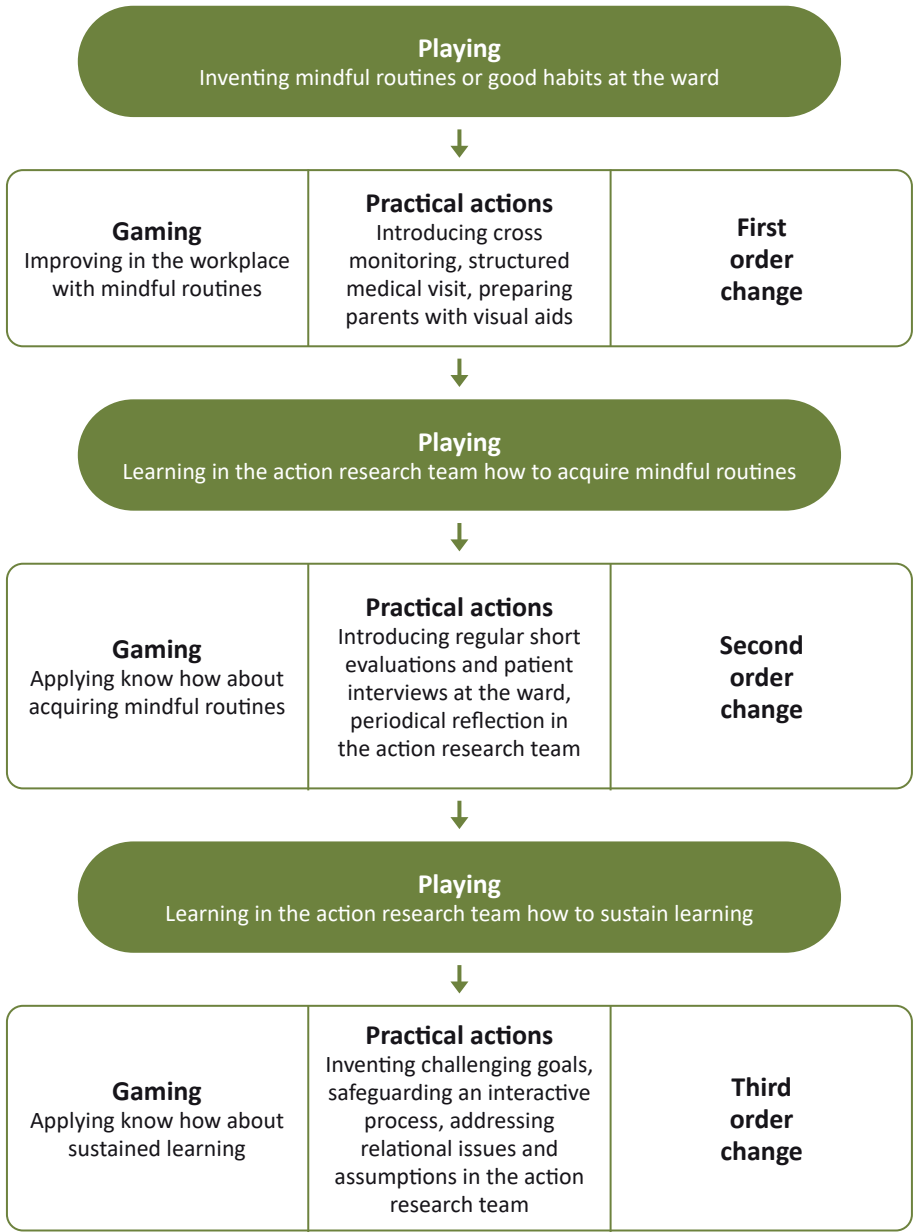 Playing
Inventing mindful routines or good habits at the ward
Gaming
Improving in the workplace
with mindful routines
Practical actions
Introducing cross
monitoring, structured
medical visit, preparing
parents with visual aids
First
order
change
Playing
Learning in the action research team how to acquire mindful routines
Gaming
Applying know how about
acquiring mindful routines
Practical actions
Introducing regular short
evaluations and patient
interviews at the ward,
periodical reflection in
the action research team
Second
order
change
Playing
Learning in the action research team how to sustain learning
Gaming
Applying know how about
sustained learning
Practical actions
Inventing challenging goals,
safeguarding an interactive
process, addressing
relational issues and
assumptions in the action
research team
Third
order
change